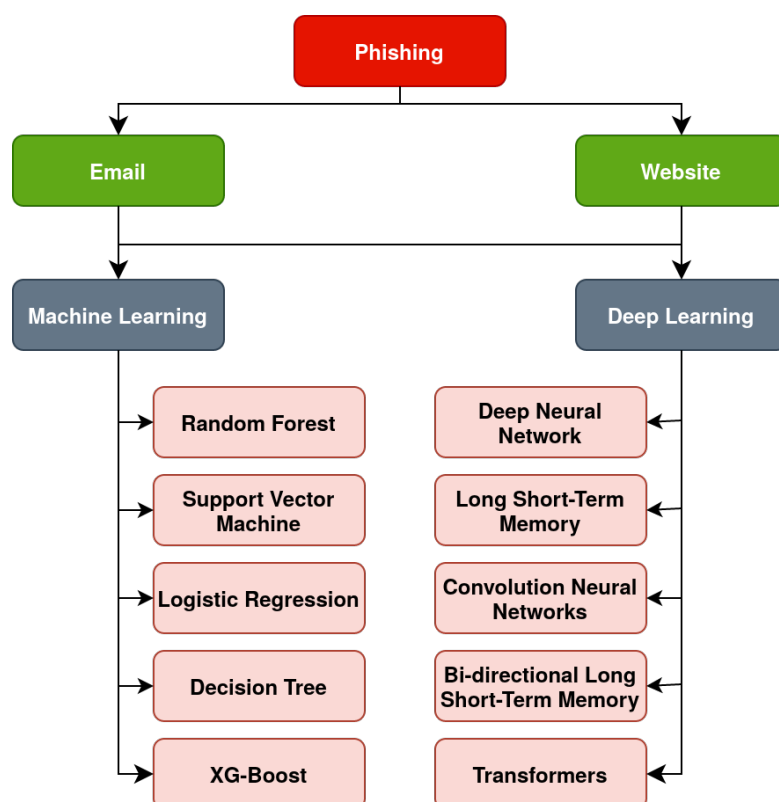 Phishing
Email
Website
Machine Learning
Deep Learning
Random Forest
Deep Neural
Network
Support Vector
Machine
Long Short-Term
Memory
Logistic Regression
Convolution Neural
Networks
Decision Tree
Bi-directional Long
Short-Term Memory
XG-Boost
Transformers